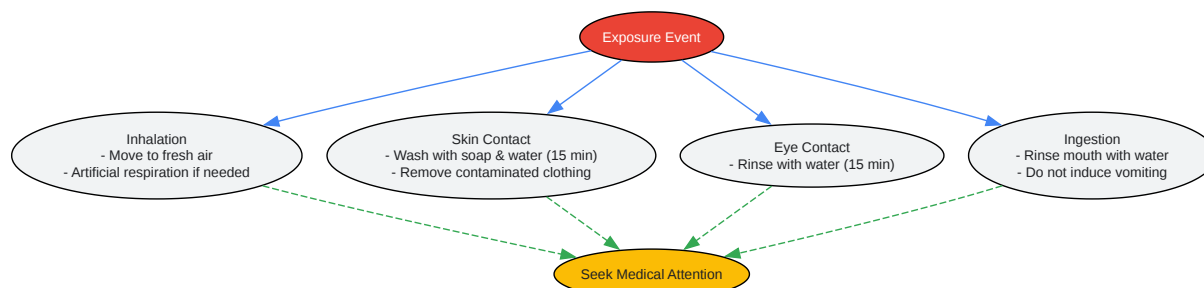 Exposure Event
Inhalation
- Move to fresh air
- Artificial respiration if needed
Skin Contact
- Wash with soap & water (15 min)
- Remove contaminated clothing
Eye Contact
- Rinse with water (15 min)
Ingestion
- Rinse mouth with water
- Do not induce vomiting
Seek Medical Attention